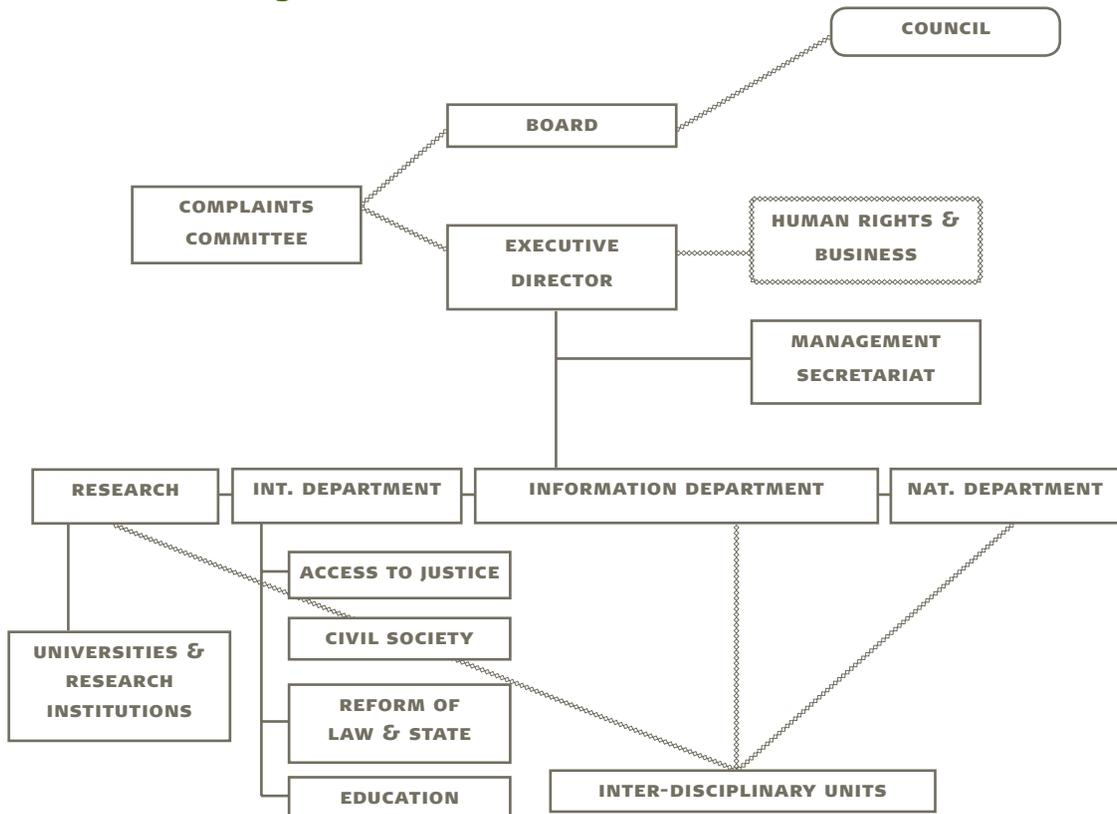 COUNCIL
BOARD
COMPLAINTS
COMMITTEE
EXECUTIVE
DIRECTOR
HUMAN RIGHTS &
BUSINESS
MANAGEMENT
SECRETARIAT
RESEARCH
INT. DEPARTMENT
INFORMATION DEPARTMENT
NAT. DEPARTMENT
ACCESS TO JUSTICE
CIVIL SOCIETY
UNIVERSITIES &
RESEARCH
INSTITUTIONS
REFORM OF
LAW & STATE
EDUCATION
INTER-DISCIPLINARY UNITS